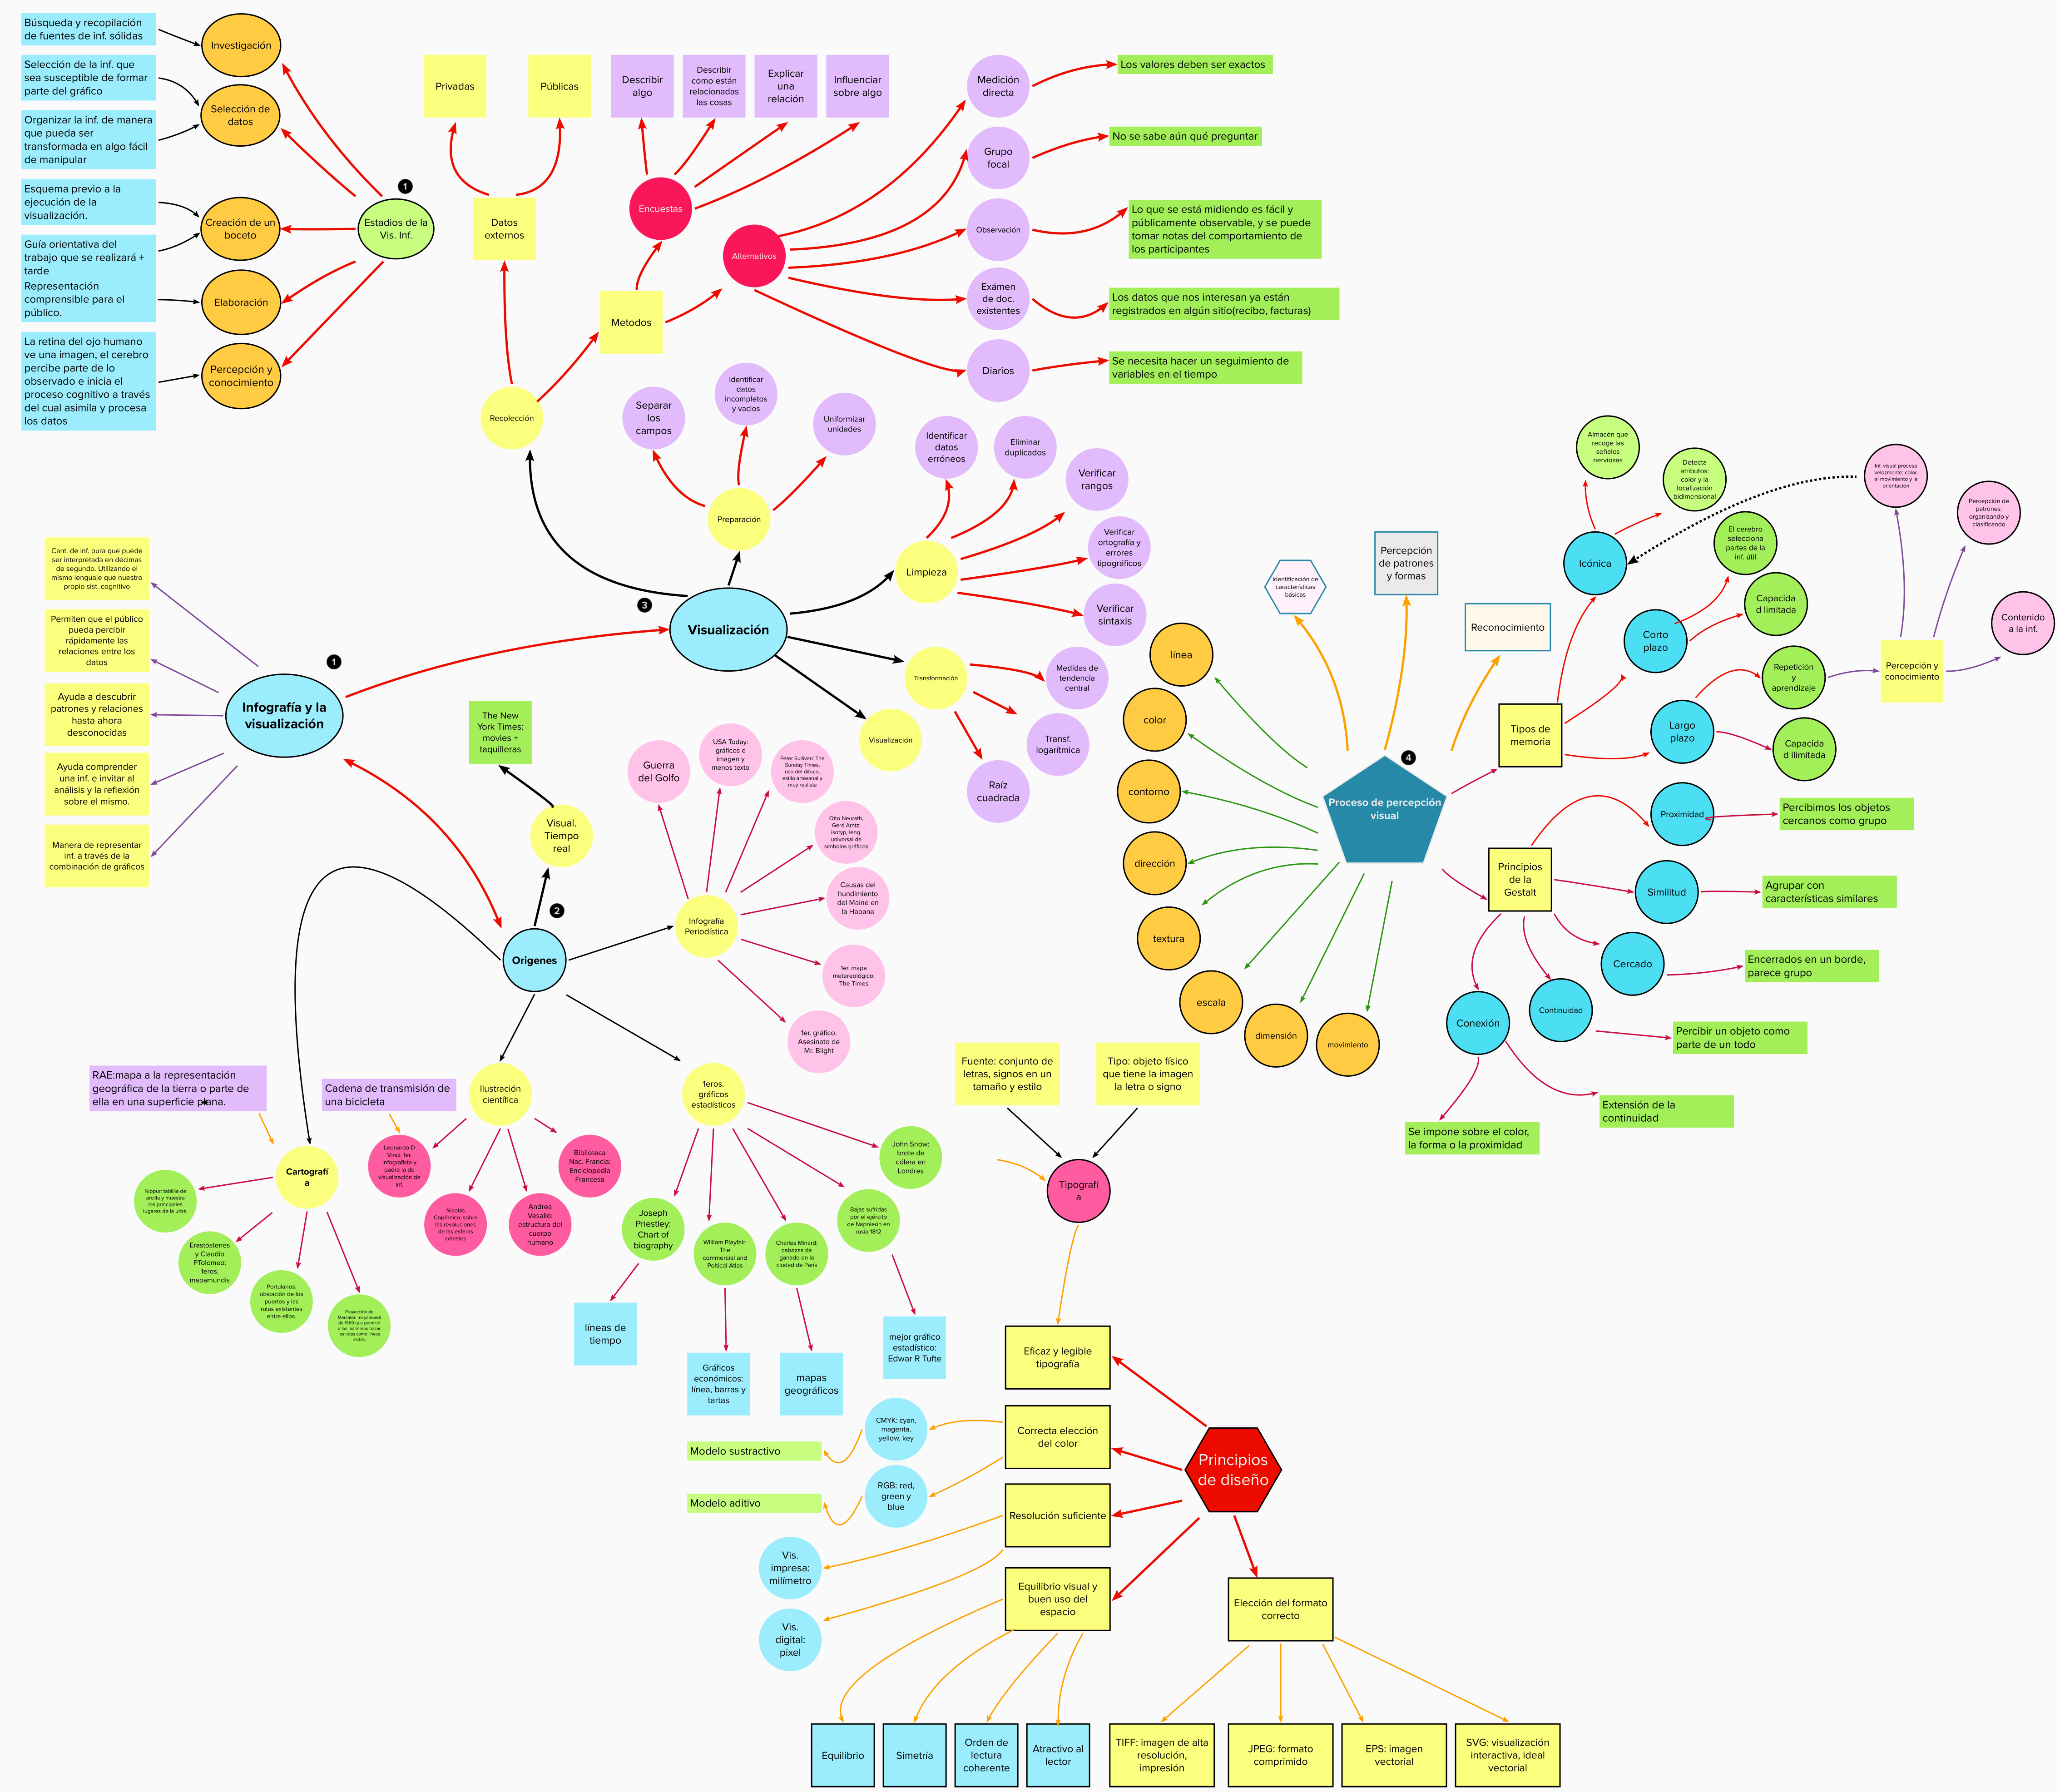 Búsqueda y recopilación
de fuentes de inf. sólidas
Investigación
Selección de la inf. que
sea susceptible de formar
parte del gráfico
Selección de
datos
Organizar la inf. de manera
que pueda ser
transformada en algo fácil
de manipular
Esquema previo a la
ejecución de la
visualización.
Creación de un
boceto
Guía orientativa del
trabajo que se realizará +
tarde
Representación
comprensible para el
público.
Elaboración
La retina del ojo humano
ve una imagen, el cerebro
percibe parte de lo
observado e inicia el
proceso cognitivo a través
del cual asimila y procesa
los datos
Percepción y
conocimiento
1
Estadios de la
Vis. Inf.
Privadas
Públicas
Datos
externos
Recolección
Metodos
Describir
algo
Describir
como están
relacionadas
las cosas
Explicar
una
relación
Influenciar
sobre algo
Encuestas
Alternativos
Medición
directa
Los valores deben ser exactos
Grupo
focal
No se sabe aún qué preguntar
Observación
Lo que se está midiendo es fácil y
públicamente observable, y se puede
tomar notas del comportamiento de
los participantes
Exámen
de doc.
existentes
Los datos que nos interesan ya están
registrados en algún sitio(recibo, facturas)
Diarios
Se necesita hacer un seguimiento de
variables en el tiempo
Separar
los
campos
Identificar
datos
incompletos
y vacios
Uniformizar
unidades
Preparación
Identificar
datos
erróneos
Eliminar
duplicados
Verificar
rangos
Verificar
ortografía y
errores
tipográficos
Verificar
sintaxis
Limpieza
3
Visualización
Transformación
Medidas de
tendencia
central
Transf.
logarítmica
Raíz
cuadrada
Visualización
Cant. de inf. pura que puede
ser interpretada en décimas
de segundo. Utilizando el
mismo lenguaje que nuestro
propio sist. cognitivo
Permiten que el público
pueda percibir
rápidamente las
relaciones entre los
datos
Ayuda a descubrir
patrones y relaciones
hasta ahora
desconocidas
Ayuda comprender
una inf. e invitar al
análisis y la reflexión
sobre el mismo.
Manera de representar
inf. a través de la
combinación de gráficos
1
Infografía y la
visualización
The New
York Times:
movies +
taquilleras
Visual.
Tiempo
real
2
Origenes
Guerra
del Golfo
USA Today:
gráficos e
imagen y
menos texto
Peter Sullivan: The
Sunday Times,
uso del dibujo,
estilo artesanal y
muy realista
Otto Neurath,
Gerd Arntz:
isotyp, leng.
universal de
símbolos gráficos
Causas del
hundimiento
del Maine en
la Habana
1er. mapa
metereológico:
The Times
1er. gráfico:
Asesinato de
Mr. Blight
Infografía
Periodística
RAE:mapa a la representación
geográfica de la tierra o parte de
ella en una superficie plana.
Cartografí
a
Nippur: tablilla de
arcilla y muestra
los principales
lugares de la urbe.
Erastóstenes
y Claudio
PTolomeo:
1eros.
mapamundis
Portulanos:
ubicación de los
puertos y las
rutas existentes
entre ellos.
Proyección de
Mercator: mapamundi
de 1569 que permitió
a los marineros trazar
las rutas como líneas
rectas.
Cadena de transmisión de
una bicicleta
Ilustración
científica
Leonardo D
Vinci: 1er.
infografista y
padre la de
visualización de
inf.
Nicolás
Copérnico: sobre
las revoluciones
de las esferas
celestes
Andrea
Vesalio:
estructura del
cuerpo
humano
Biblioteca
Nac. Francia:
Enciclopedia
Francesa
1eros.
gráficos
estadísticos
Joseph
Priestley:
Chart of
biography
William Playfair:
The
commercial and
Poltical Atlas
Charles Minard:
cabezas de
ganado en la
ciudad de París
Bajas sufridas
por el ejército
de Napoleón en
rusia 1812
John Snow:
brote de
cólera en
Londres
líneas de
tiempo
Gráficos
económicos:
línea, barras y
tartas
mapas
geográficos
mejor gráfico
estadístico:
Edwar R Tufte
Identificación de
características
básicas
Percepción
de patrones
y formas
Reconocimiento
4
Proceso de percepción
visual
línea
color
contorno
dirección
textura
escala
dimensión
movimiento
Tipos de
memoria
Icónica
Almacén que
recoge las
señales
nerviosas
Detecta
atributos:
color y la
localización
bidimensional
Corto
plazo
El cerebro
selecciona
partes de la
inf. útil
Capacida
d limitada
Largo
plazo
Repetición
y
aprendizaje
Capacida
d ilimitada
Percepción y
conocimiento
Inf. visual procesa
velozmente: color,
el movimiento y la
orientación
Percepción de
patrones:
organizando y
clasificando
Contenido
a la inf.
Principios
de la
Gestalt
Proximidad
Percibimos los objetos
cercanos como grupo
Similitud
Agrupar con
características similares
Cercado
Encerrados en un borde,
parece grupo
Continuidad
Percibir un objeto como
parte de un todo
Conexión
Extensión de la
continuidad
Se impone sobre el color,
la forma o la proximidad
Fuente: conjunto de
letras, signos en un
tamaño y estilo
Tipo: objeto físico
que tiene la imagen
la letra o signo
Tipografí
a
Eficaz y legible
tipografía
Correcta elección
del color
CMYK: cyan,
magenta,
yellow, key
Modelo sustractivo
RGB: red,
green y
blue
Modelo aditivo
Resolución suficiente
Vis.
impresa:
milímetro
Vis.
digital:
pixel
Equilibrio visual y
buen uso del
espacio
Principios
de diseño
Elección del formato
correcto
Equilibrio
Simetría
Orden de
lectura
coherente
Atractivo al
lector
TIFF: imagen de alta
resolución,
impresión
JPEG: formato
comprimido
EPS: imagen
vectorial
SVG: visualización
interactiva, ideal
vectorial